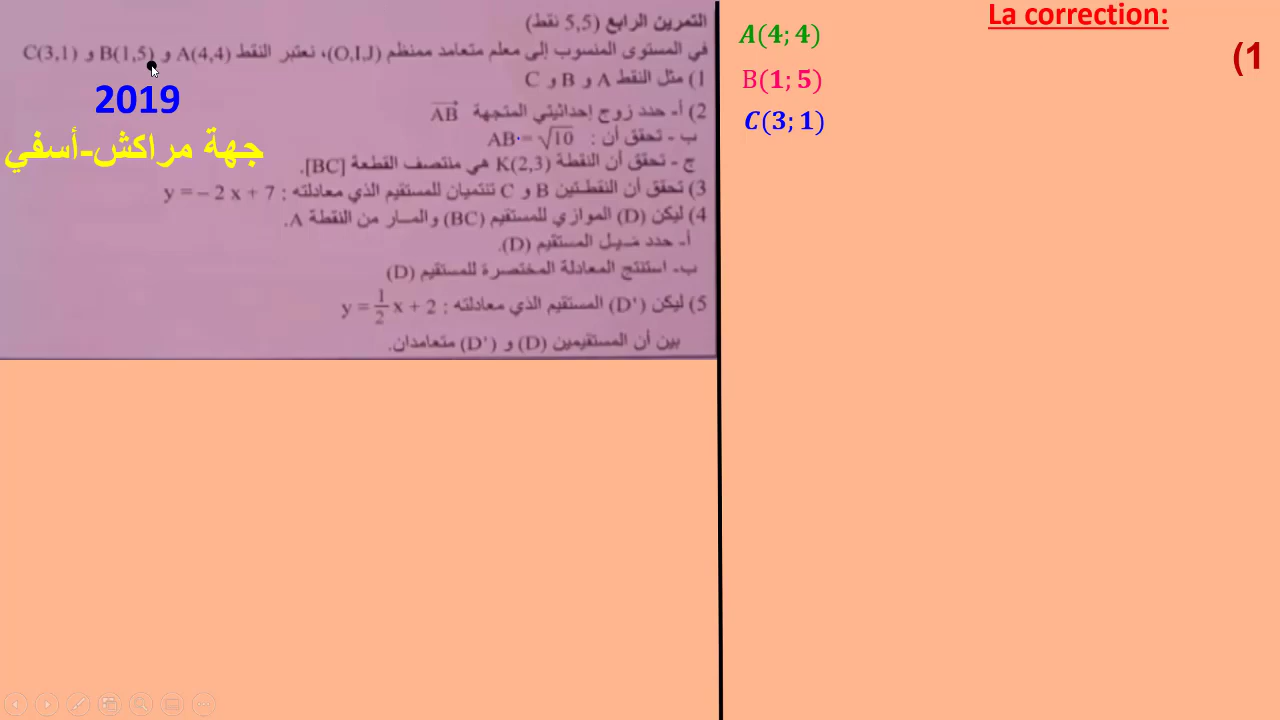 التمرين الرابع (5,5 نقط)
في المستوى المنسوب إلى معلم متعامد ممنظم (O,I,J)، نعتبر النقط A(4,4) و B(1,5) و C(3,1)
1) مثل النقط A و B و C
2) أ- حدد زوج إحداثيتي المتجهة \overrightarrow{AB}
ب - تحقق أن : AB = √10
ج - تحقق أن النقطة K(2,3) هي منتصف القطعة [BC].
3) تحقق أن النقطتين B و C تنتميان للمستقيم الذي معادلته : y = – 2 x + 7
4) ليكن (D) الموازي للمستقيم (BC) والمار من النقطة A.
أ- حدد ميل المستقيم (D).
ب- استنتج المعادلة المختصرة للمستقيم (D)
5) ليكن (D') المستقيم الذي معادلته : y = 1/2 x + 2
بين أن المستقيمين (D) و (D') متعامدان.
2019
جهة مراكش-أسفي
La correction:
1)
A(4; 4)
B(1; 5)
C(3; 1)